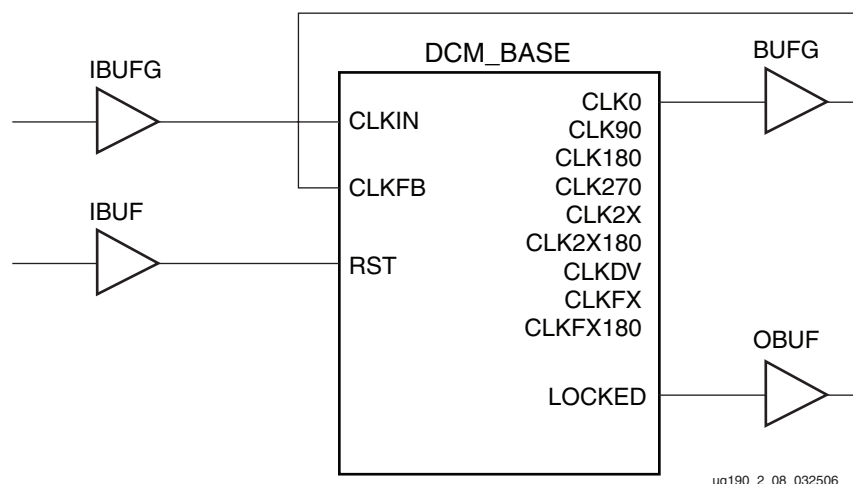 DCM_BASE
IBUFG
BUFG
CLKIN
CLKFB
IBUF
RST
CLK0
CLK90
CLK180
CLK270
CLK2X
CLK2X180
CLKDV
CLKFX
CLKFX180
LOCKED
OBUF
ug190_2_08_032506